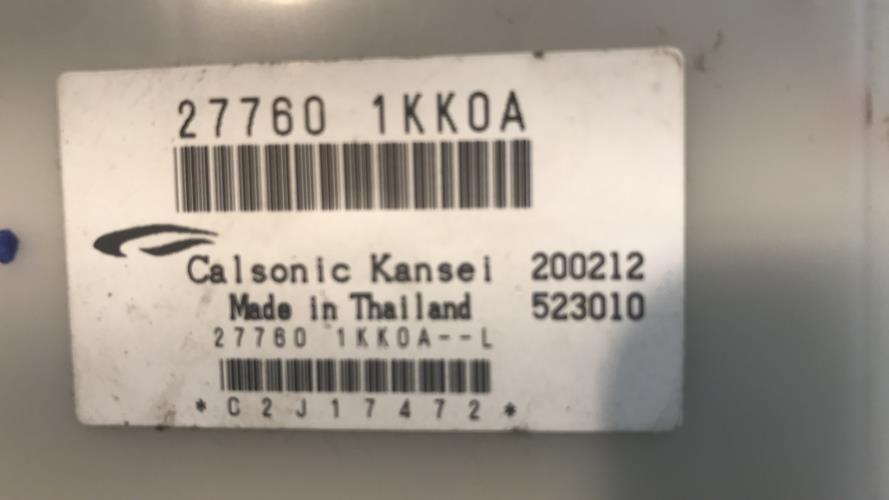 27760 1KK0A
Calsonic Kansei 200212
Made in Thailand 523010
27760 1KK0A--L
*C2J17472*